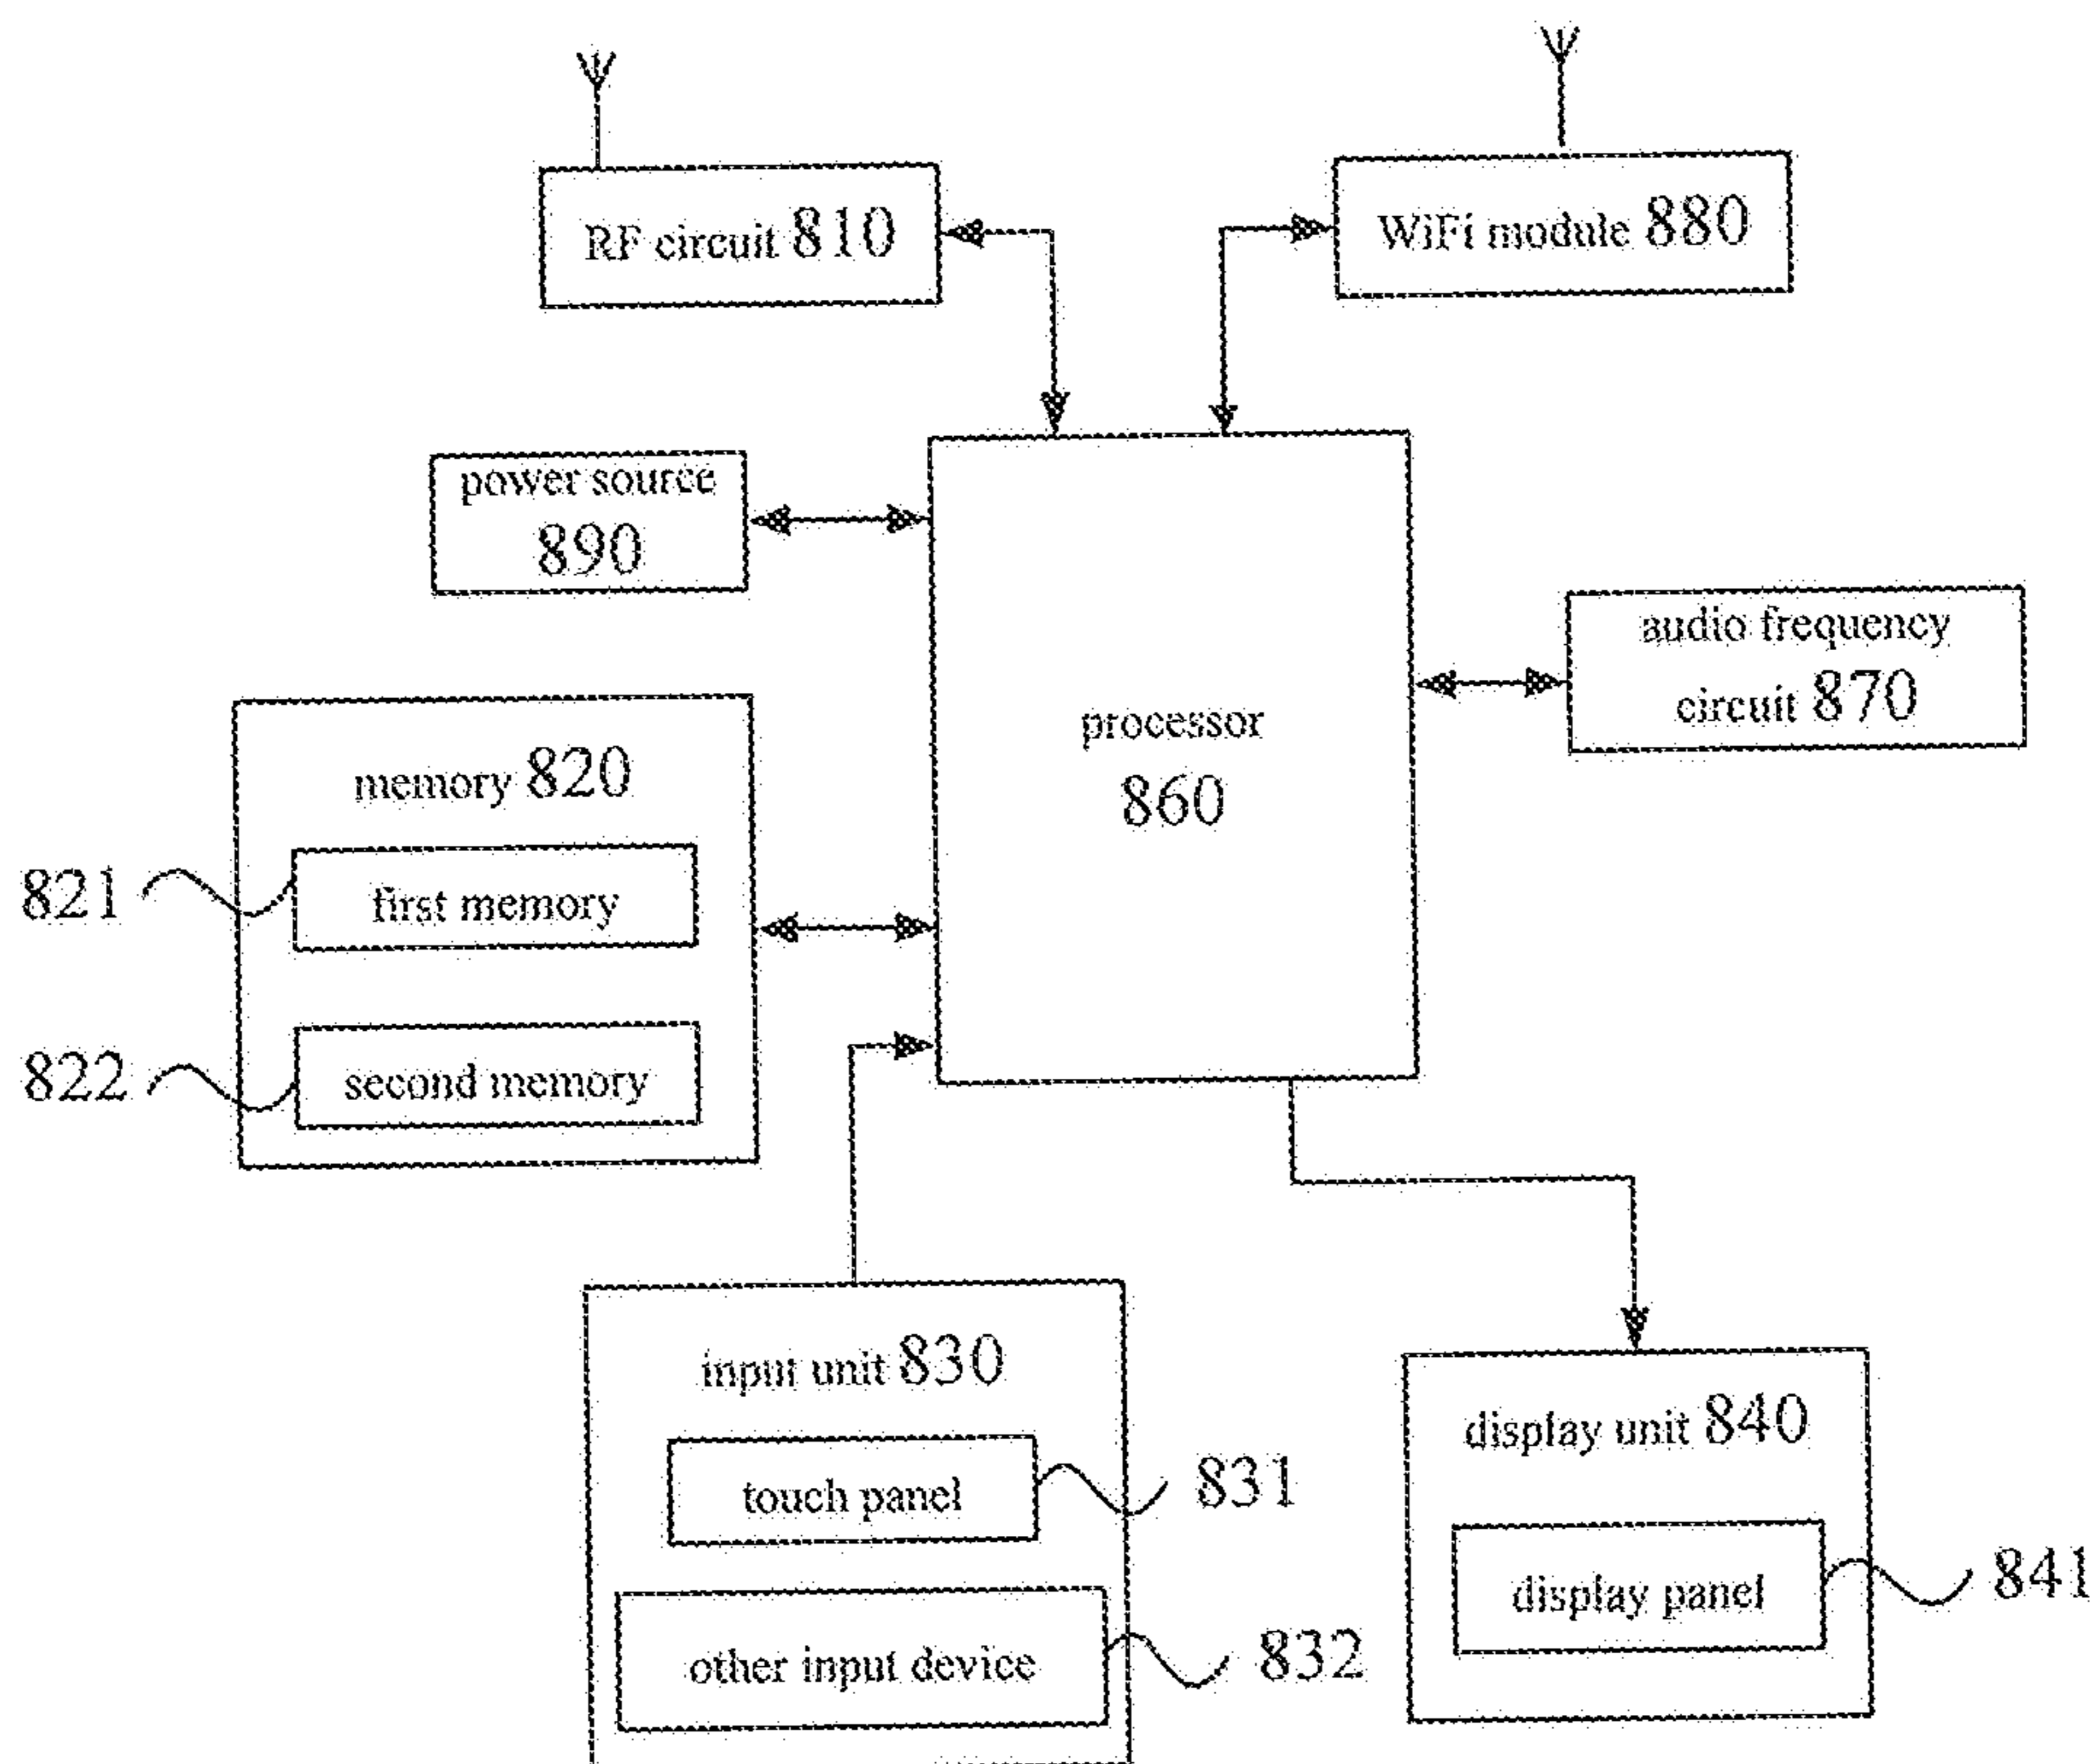 RF circuit 810
WiFi module 880
power source
890
audio frequency
circuit 870
processor
860
memory 820
821
first memory
822
second memory
input unit 830
touch panel
831
other input device
832
display unit 840
display panel
841